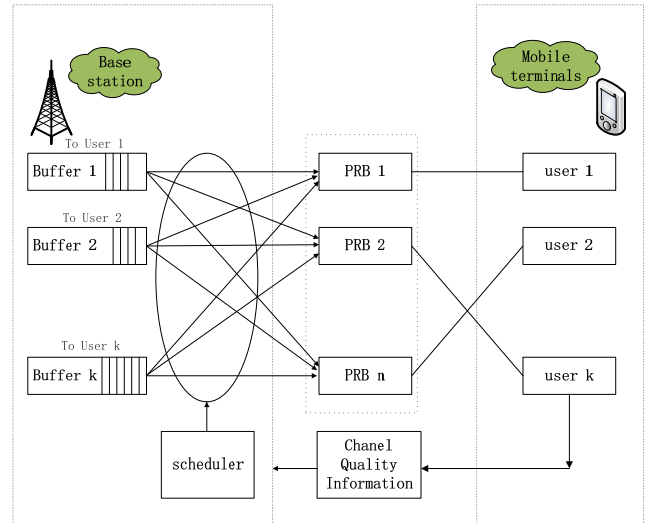 Base
station
Mobile
terminals
To User 1
Buffer 1
PRB 1
user 1
To User 2
Buffer 2
PRB 2
user 2
To User k
Buffer k
PRB n
user k
scheduler
Chanel
Quality
Information